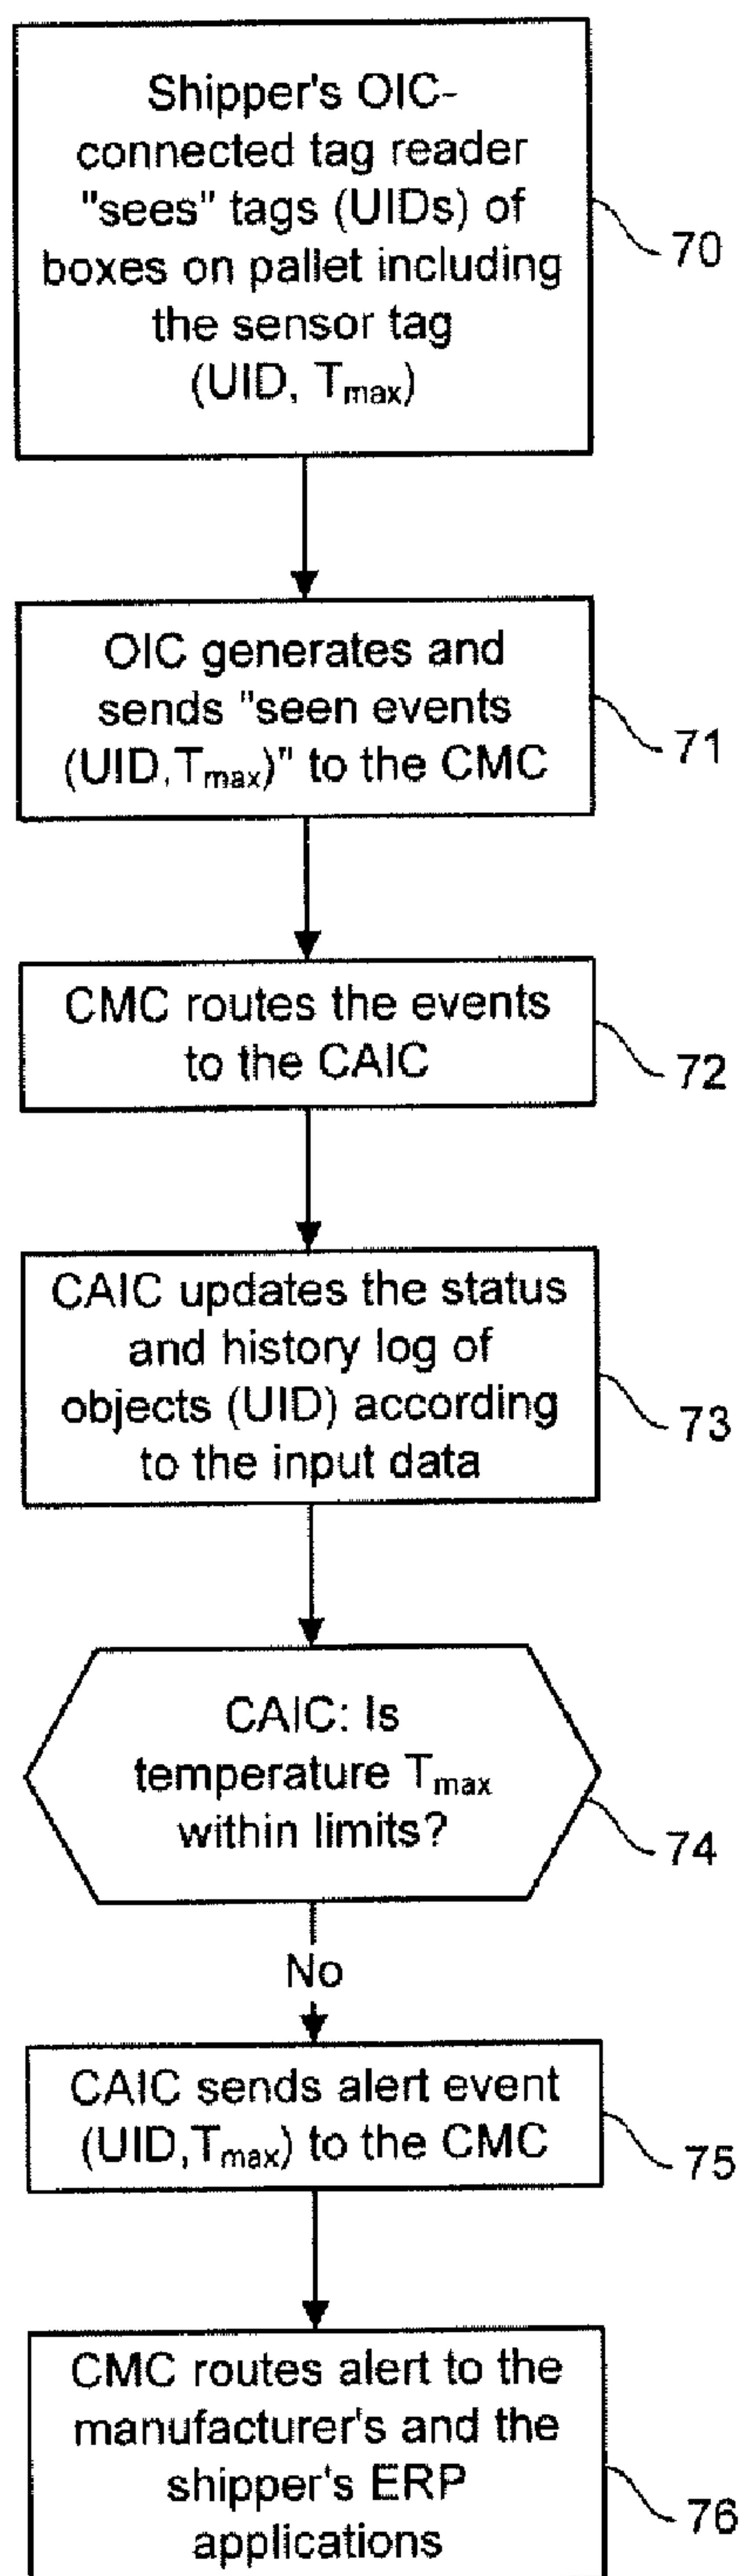 Shipper's OIC-
connected tag reader
"sees" tags (UIDs) of
boxes on pallet including
the sensor tag
(UID, Tmax)
70
OIC generates and
sends "seen events
(UID,Tmax)" to the CMC
71
CMC routes the events
to the CAIC
72
CAIC updates the status
and history log of
objects (UID) according
to the input data
73
CAIC: Is
temperature Tmax
within limits?
74
No
CAIC sends alert event
(UID,Tmax) to the CMC
75
CMC routes alert to the
manufacturer's and the
shipper's ERP
applications
76